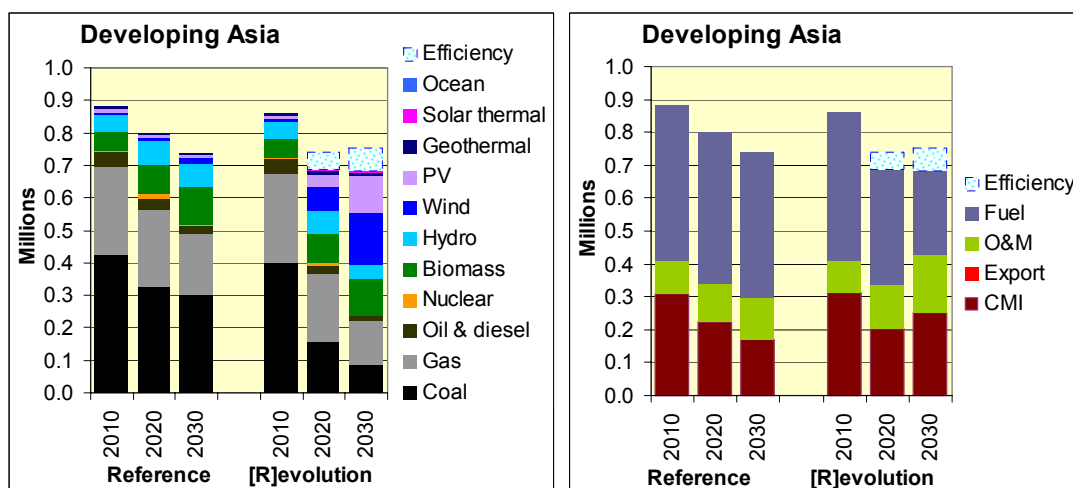 Developing Asia
1.0
0.9
0.8
0.7
0.6
0.5
0.4
0.3
0.2
0.1
0.0
Millions
2010
2020
2030
2010
2020
2030
Reference
[R]evolution
Efficiency
Ocean
Solar thermal
Geothermal
PV
Wind
Hydro
Biomass
Nuclear
Oil & diesel
Gas
Coal
Developing Asia
1.0
0.9
0.8
0.7
0.6
0.5
0.4
0.3
0.2
0.1
0.0
Millions
2010
2020
2030
2010
2020
2030
Reference
[R]evolution
Efficiency
Fuel
O&M
Export
CMI